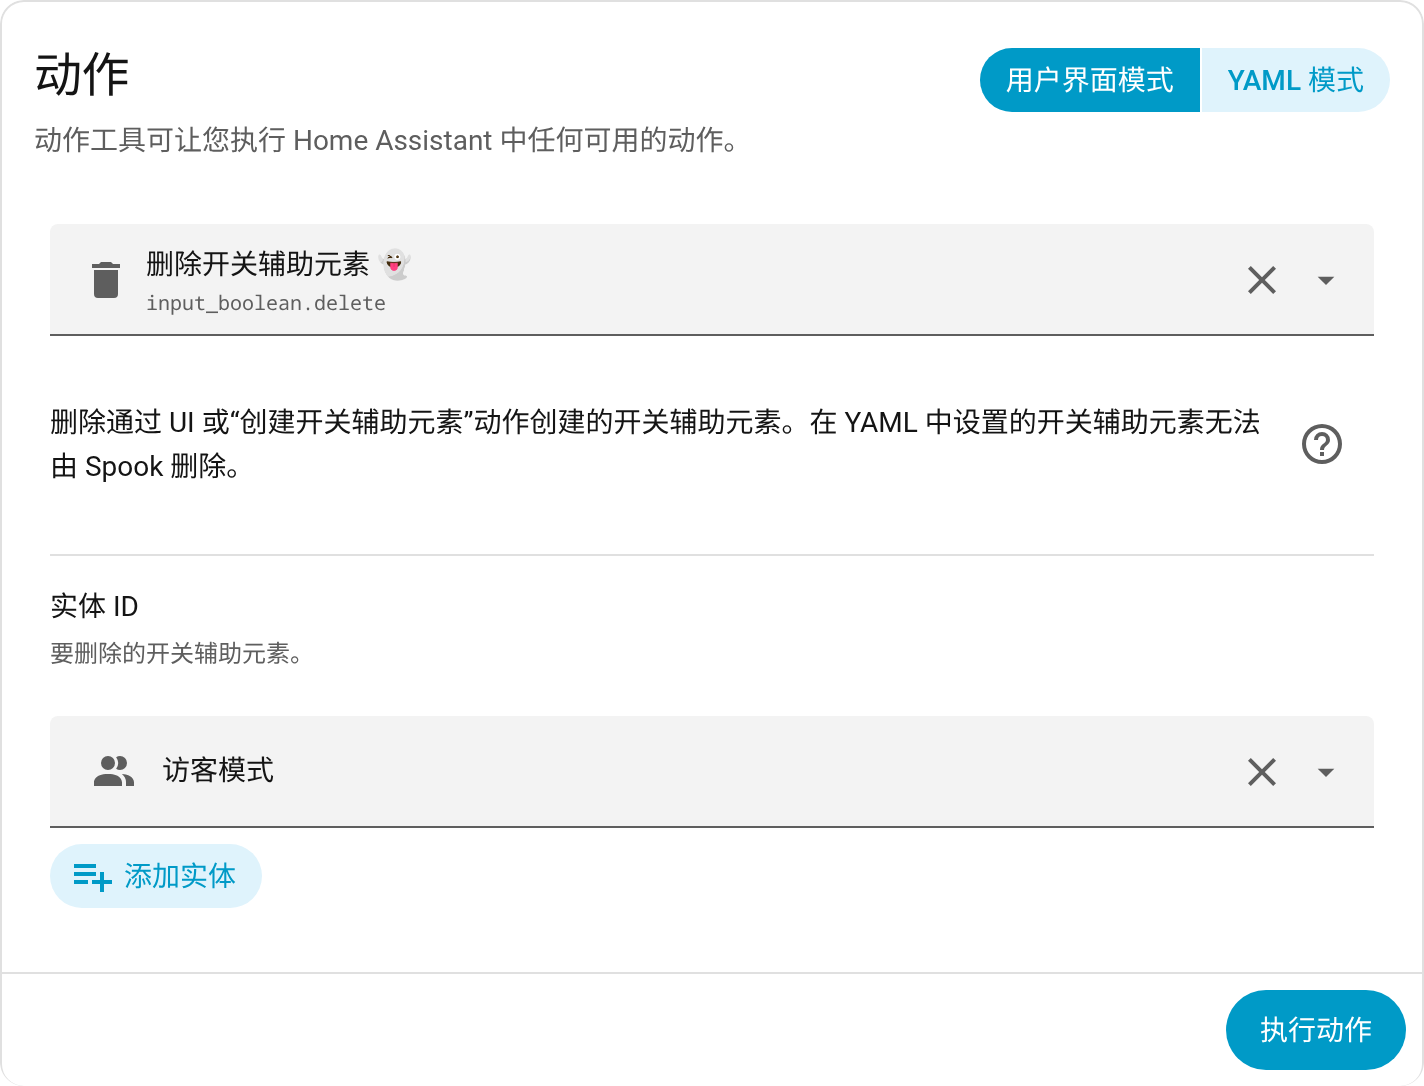 动作
用户界面模式
YAML 模式
动作工具可让您执行 Home Assistant 中任何可用的动作。
删除开关辅助元素 👻
input_boolean.delete
删除通过 UI 或“创建开关辅助元素”动作创建的开关辅助元素。在 YAML 中设置的开关辅助元素无法
由 Spook 删除。
实体 ID
要删除的开关辅助元素。
访客模式
添加实体
执行动作